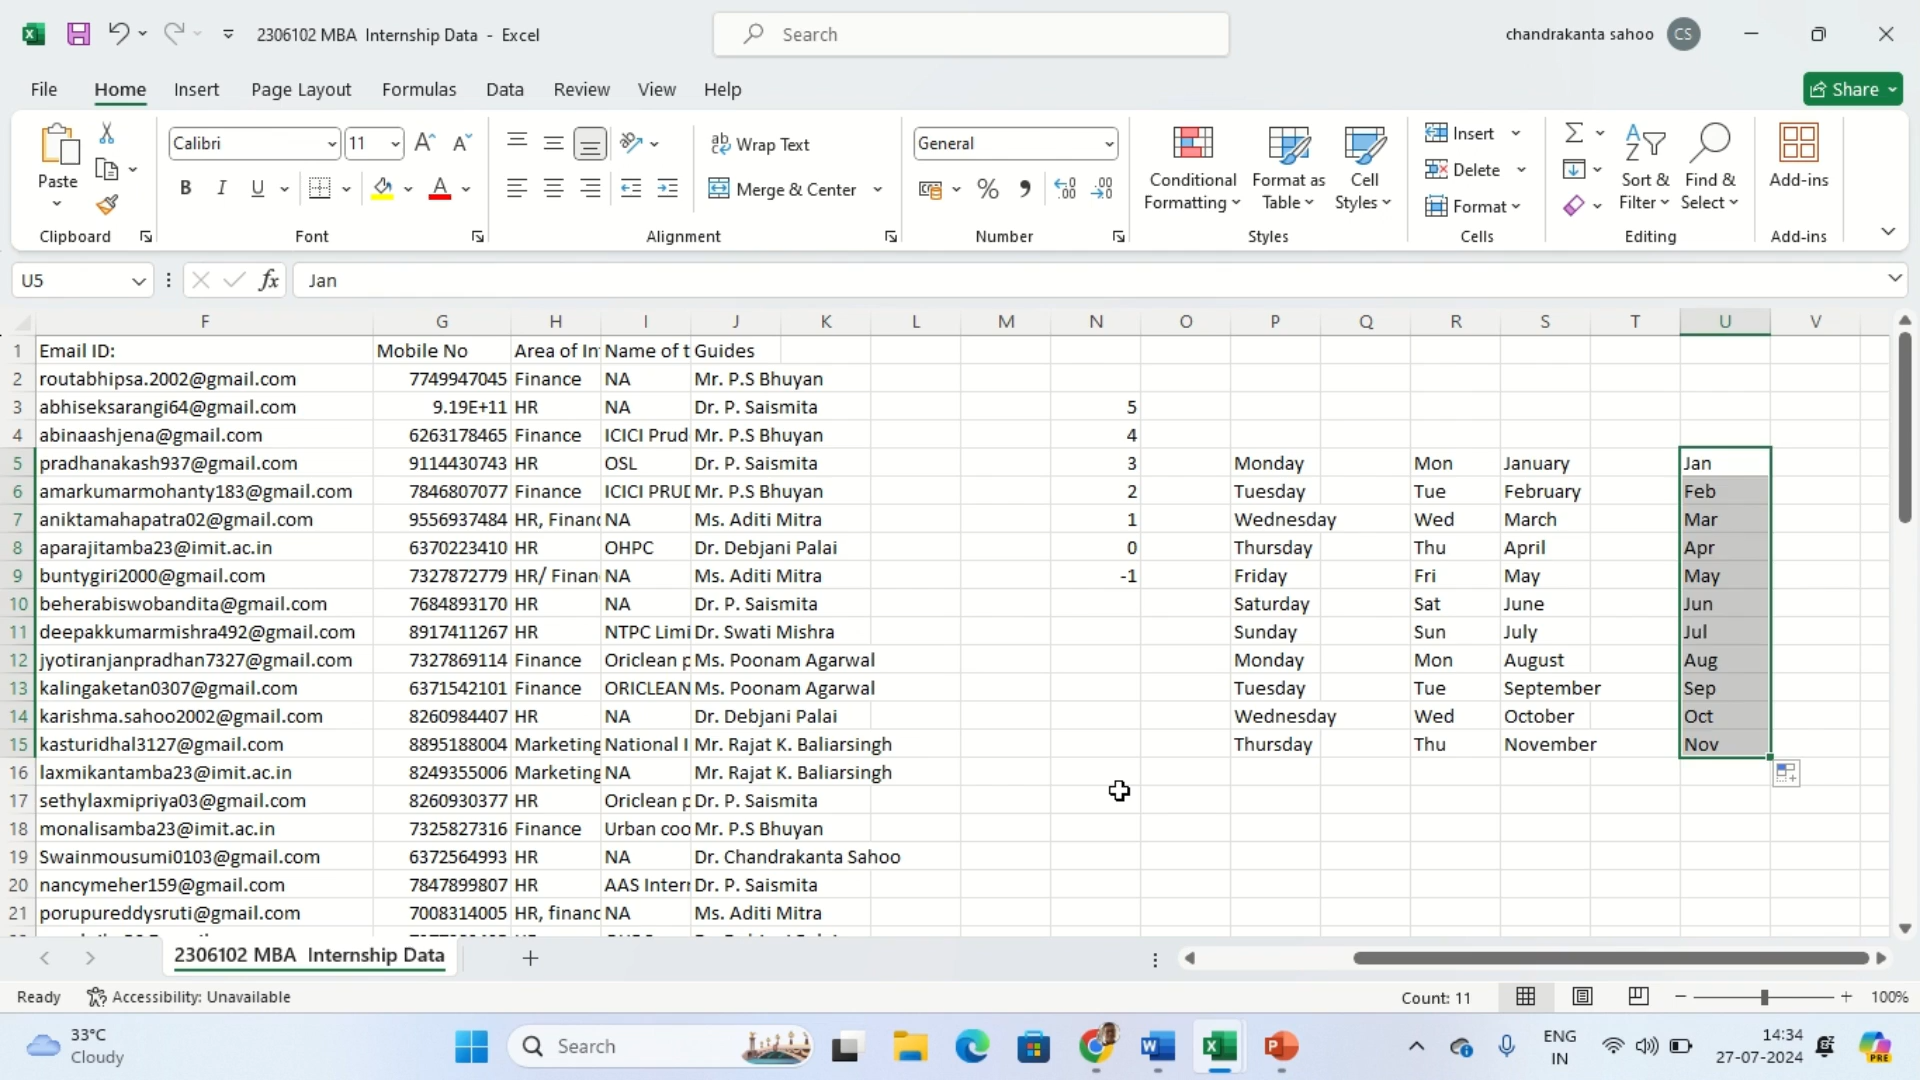 2306102 MBA Internship Data - Excel
Search
chandrakanta sahoo CS
File Home Insert Page Layout Formulas Data Review View Help
Share
Paste
Clipboard
Calibri 11
B I U
Font
Wrap Text
Merge & Center
Alignment
General
Number
Conditional Formatting
Format as Table
Cell Styles
Styles
Insert
Delete
Format
Cells
Sort & Filter
Find & Select
Editing
Add-ins
Add-ins
U5 fx Jan
F G H I J K L M N O P Q R S T U V
1 Email ID: Mobile No Area of In Name of t Guides
2 routabhipsa.2002@gmail.com 7749947045 Finance NA Mr. P.S Bhuyan
3 abhiseksarangi64@gmail.com 9.19E+11 HR NA Dr. P. Saismita 5
4 abinaashjena@gmail.com 6263178465 Finance ICICI Prud Mr. P.S Bhuyan 4
5 pradhanakash937@gmail.com 9114430743 HR OSL Dr. P. Saismita 3 Monday Mon January Jan
6 amarkumarmohanty183@gmail.com 7846807077 Finance ICICI PRUD Mr. P.S Bhuyan 2 Tuesday Tue February Feb
7 aniktamahapatra02@gmail.com 9556937484 HR, Financ NA Ms. Aditi Mitra 1 Wednesday Wed March Mar
8 aparajitamba23@imit.ac.in 6370223410 HR OHPC Dr. Debjani Palai 0 Thursday Thu April Apr
9 buntygiri2000@gmail.com 7327872779 HR/ Finan NA Ms. Aditi Mitra -1 Friday Fri May May
10 beherabiswobandita@gmail.com 7684893170 HR NA Dr. P. Saismita Saturday Sat June Jun
11 deepakkumarmishra492@gmail.com 8917411267 HR NTPC Limi Dr. Swati Mishra Sunday Sun July Jul
12 jyotiranjanpradhan7327@gmail.com 7327869114 Finance Oriclean p Ms. Poonam Agarwal Monday Mon August Aug
13 kalingaketan0307@gmail.com 6371542101 Finance ORICLEAN Ms. Poonam Agarwal Tuesday Tue September Sep
14 karishma.sahoo2002@gmail.com 8260984407 HR NA Dr. Debjani Palai Wednesday Wed October Oct
15 kasturidhal3127@gmail.com 8895188004 Marketing National I Mr. Rajat K. Baliarsingh Thursday Thu November Nov
16 laxmikantamba23@imit.ac.in 8249355006 Marketing NA Mr. Rajat K. Baliarsingh
17 sethylaxmipriya03@gmail.com 8260930377 HR Oriclean p Dr. P. Saismita
18 monalisamba23@imit.ac.in 7325827316 Finance Urban coo Mr. P.S Bhuyan
19 Swainmousumi0103@gmail.com 6372564993 HR NA Dr. Chandrakanta Sahoo
20 nancymeher159@gmail.com 7847899807 HR AAS Interr Dr. P. Saismita
21 porupureddysruti@gmail.com 7008314005 HR, financ NA Ms. Aditi Mitra
2306102 MBA Internship Data
Ready Accessibility: Unavailable Count: 11 100%
33°C
Cloudy
Search
ENG
IN
14:34
27-07-2024
PRE